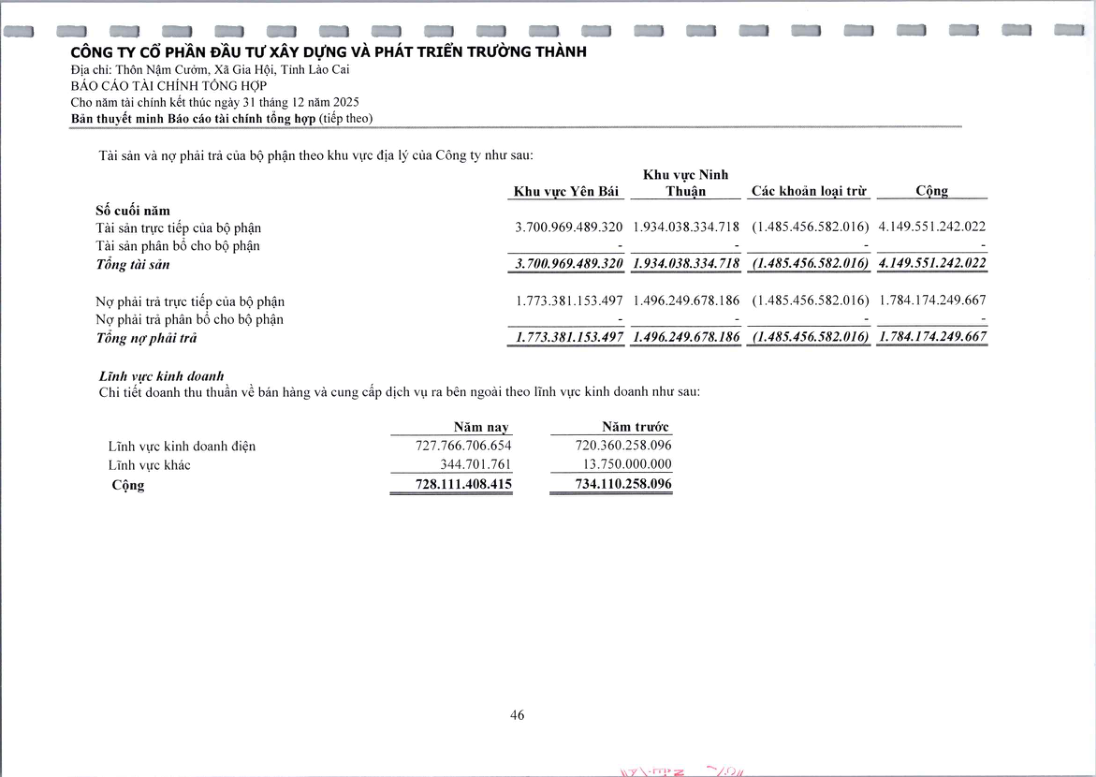 CÔNG TY CỔ PHẦN ĐẦU TƯ XÂY DỰNG VÀ PHÁT TRIỂN TRƯỜNG THÀNH
Địa chỉ: Thôn Nậm Cưởm, Xã Gia Hội, Tỉnh Lào Cai
BÁO CÁO TÀI CHÍNH TỔNG HỢP
Cho năm tài chính kết thúc ngày 31 tháng 12 năm 2025
Bản thuyết minh Báo cáo tài chính tổng hợp (tiếp theo)
Tài sản và nợ phải trả của bộ phận theo khu vực địa lý của Công ty như sau:
Khu vực Yên Bái Khu vực Ninh Thuận Các khoản loại trừ Cộng
Số cuối năm
Tài sản trực tiếp của bộ phận 3.700.969.489.320 1.934.038.334.718 (1.485.456.582.016) 4.149.551.242.022
Tài sản phân bổ cho bộ phận - - - -
Tổng tài sản 3.700.969.489.320 1.934.038.334.718 (1.485.456.582.016) 4.149.551.242.022
Nợ phải trả trực tiếp của bộ phận 1.773.381.153.497 1.496.249.678.186 (1.485.456.582.016) 1.784.174.249.667
Nợ phải trả phân bổ cho bộ phận - - - -
Tổng nợ phải trả 1.773.381.153.497 1.496.249.678.186 (1.485.456.582.016) 1.784.174.249.667
Lĩnh vực kinh doanh
Chi tiết doanh thu thuần về bán hàng và cung cấp dịch vụ ra bên ngoài theo lĩnh vực kinh doanh như sau:
Năm nay Năm trước
Lĩnh vực kinh doanh điện 727.766.706.654 720.360.258.096
Lĩnh vực khác 344.701.761 13.750.000.000
Cộng 728.111.408.415 734.110.258.096
46